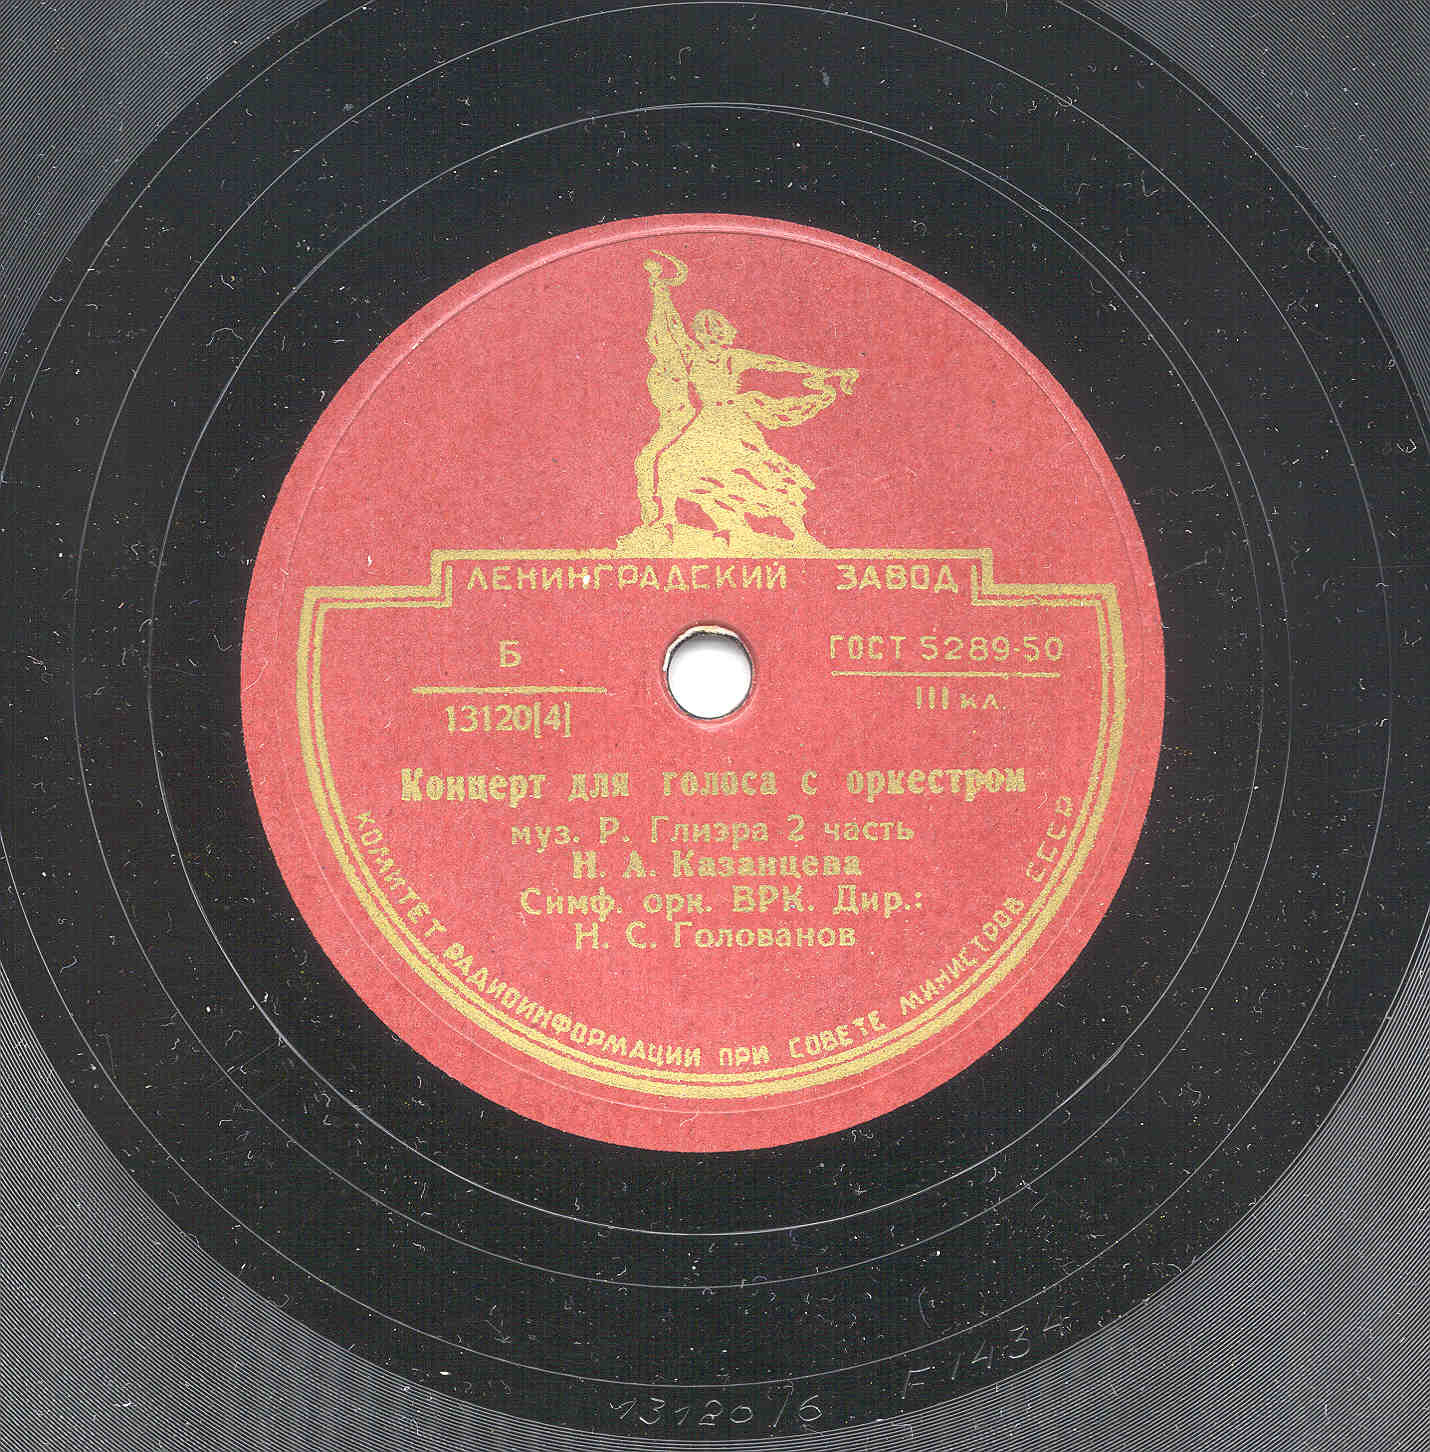 ЛЕНИНГРАДСКИЙ ЗАВОД
Б
13120[4]
ГОСТ 5289-50
III кл.
Концерт для голоса с оркестром
муз. Р. Глиэра 2 часть
Н. А. Казанцева
Симф. орк. ВРК. Дир.:
Н. С. Голованов
КОМИТЕТ РАДИОИНФОРМАЦИИ ПРИ СОВЕТЕ МИНИСТРОВ СССР
F 1434
13120/6